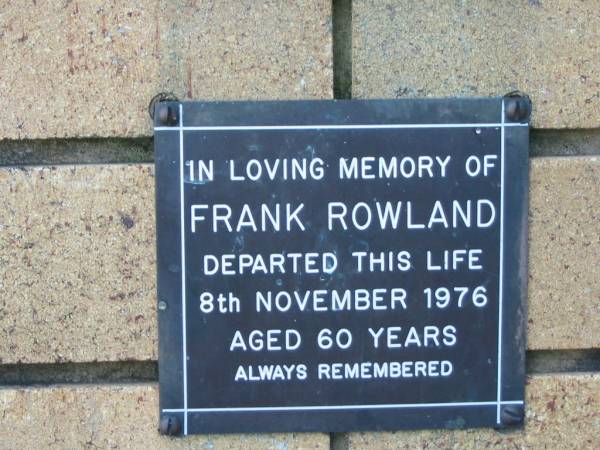 IN LOVING MEMORY OF
FRANK ROWLAND
DEPARTED THIS LIFE
8th NOVEMBER 1976
AGED 60 YEARS
ALWAYS REMEMBERED